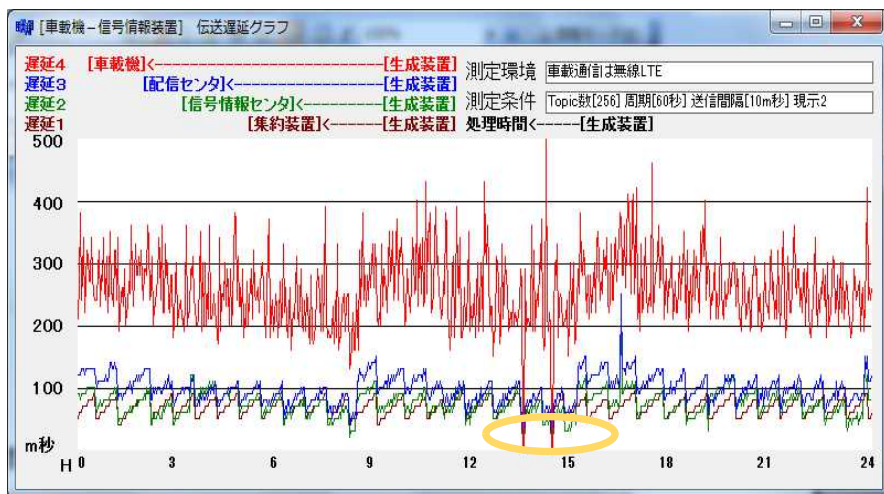 [車載機-信号情報装置] 伝送遅延グラフ
遅延4 [車載機]<------------------------[生成装置]
遅延3 [配信センタ]<----------------[生成装置]
遅延2 [信号情報センタ]<---------[生成装置]
遅延1 [集約装置]<------[生成装置]
測定環境 車載通信は無線LTE
測定条件 Topic数[256] 周期[60秒] 送信間隔[10m秒] 現示2
処理時間<-----[生成装置]
500
400
300
200
100
m秒
H 0 3 6 9 12 15 18 21 24